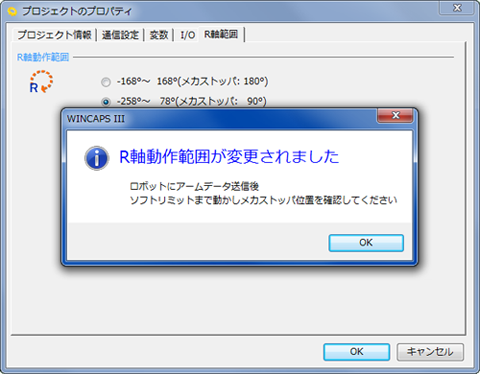 プロジェクトのプロパティ
プロジェクト情報 通信設定 変数 I/O R軸範囲
R軸動作範囲
R
-168°～ 168°(メカストッパ: 180°)
-258°～ 78°(メカストッパ: 90°)
WINCAPS III
R軸動作範囲が変更されました
ロボットにアームデータ送信後
ソフトリミットまで動かしメカストッパ位置を確認してください
OK
OK キャンセル